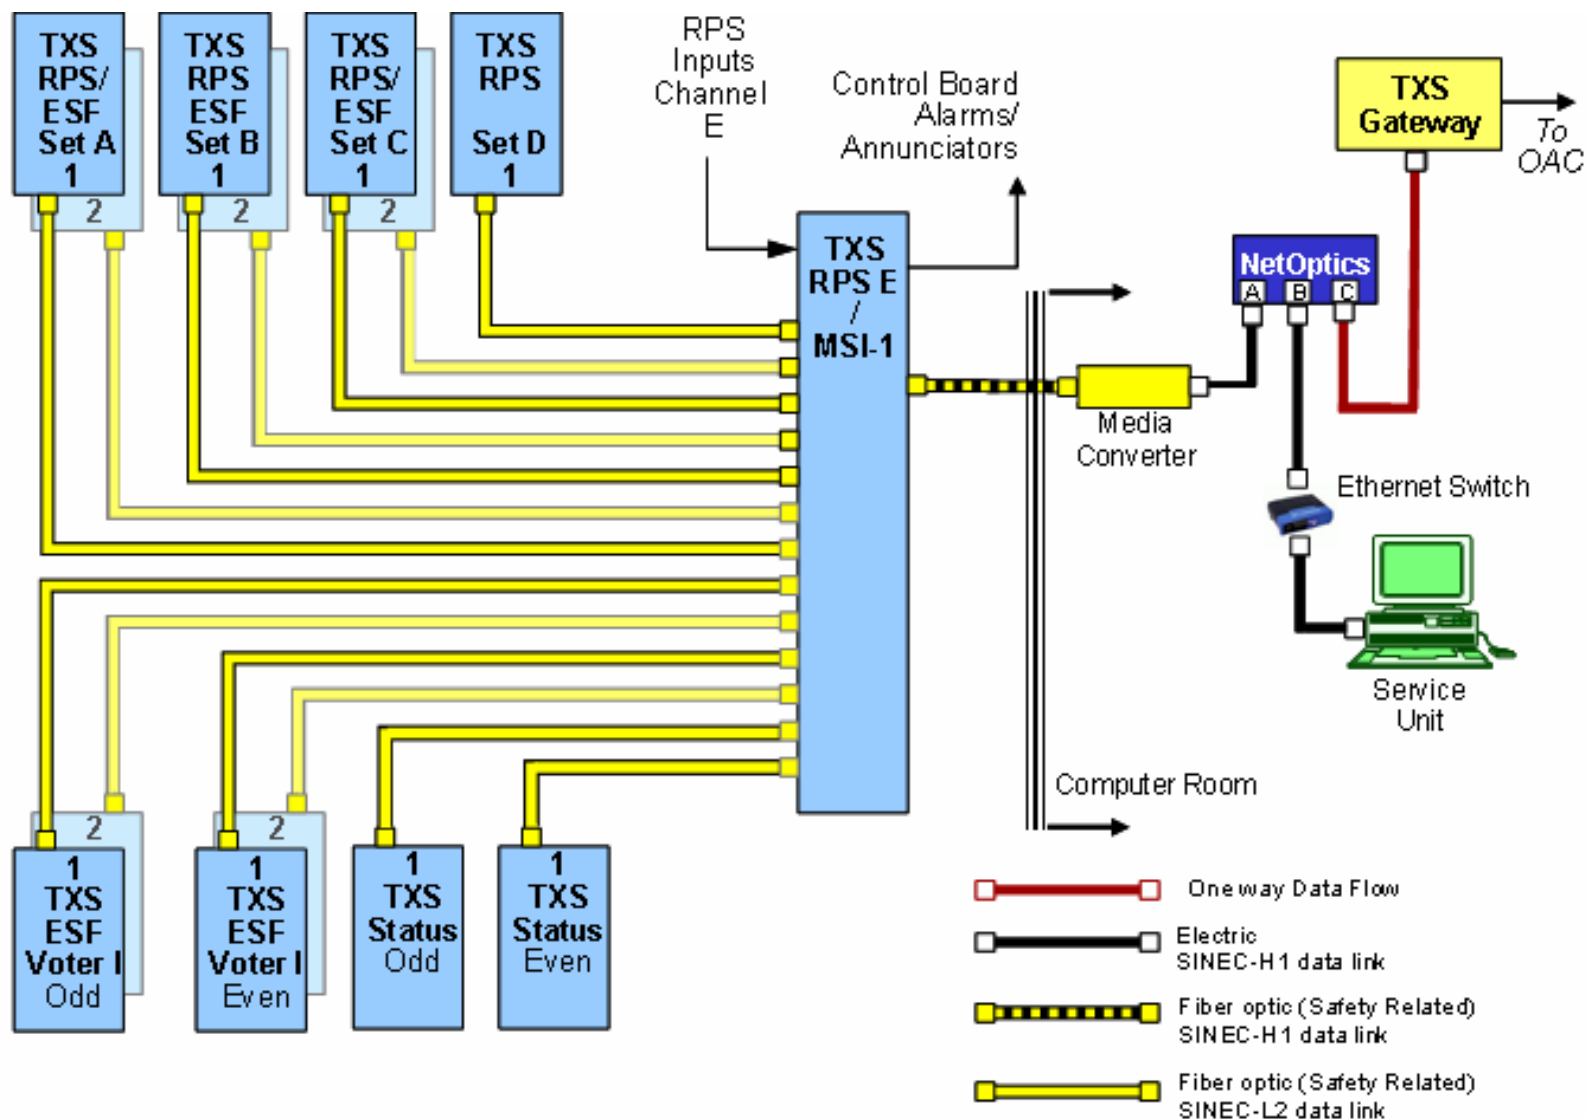 TXS
RPS/
ESF
Set A
1
2
TXS
RPS
ESF
Set B
1
2
TXS
RPS/
ESF
Set C
1
2
TXS
RPS
Set D
1
RPS
Inputs
Channel
E
Control Board
Alarms/
Annunciators
TXS
Gateway
To
OAC
NetOptics
A
B
C
TXS
RPS E
/
MSI-1
Media
Converter
Ethernet Switch
Service
Unit
Computer Room
2
1
TXS
ESF
Voter I
Odd
2
1
TXS
ESF
Voter I
Even
1
TXS
Status
Odd
1
TXS
Status
Even
One way Data Flow
Electric
SINEC-H1 data link
Fiber optic (Safety Related)
SINEC-H1 data link
Fiber optic (Safety Related)
SINEC-L2 data link